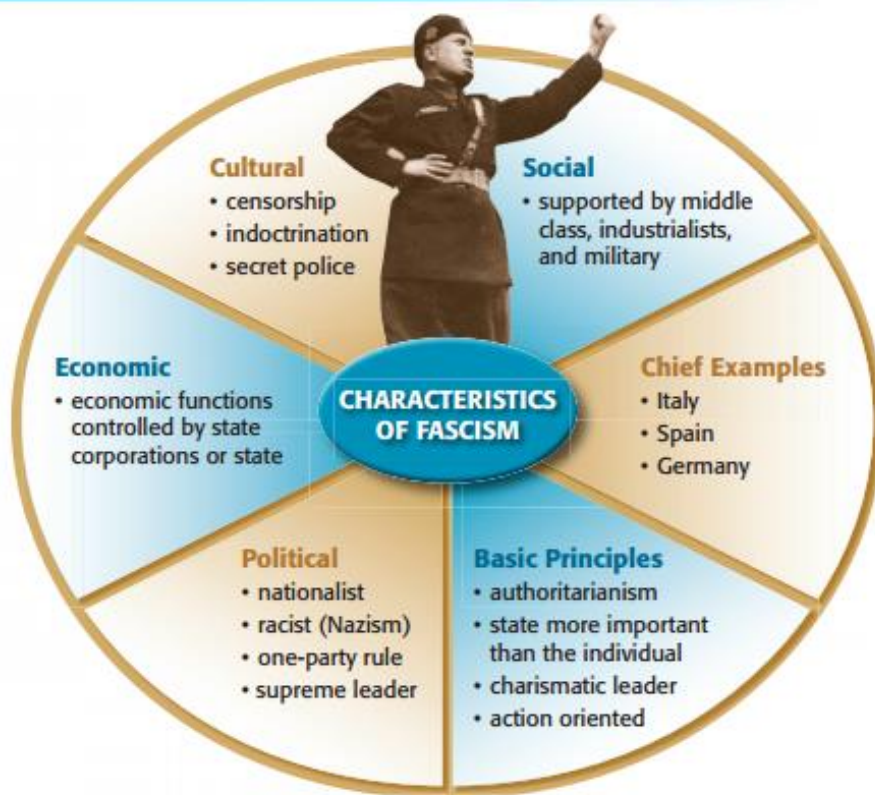 Cultural
• censorship
• indoctrination
• secret police
Social
• supported by middle
class, industrialists,
and military
Economic
• economic functions
controlled by state
corporations or state
CHARACTERISTICS
OF FASCISM
Chief Examples
• Italy
• Spain
• Germany
Political
• nationalist
• racist (Nazism)
• one-party rule
• supreme leader
Basic Principles
• authoritarianism
• state more important
than the individual
• charismatic leader
• action oriented